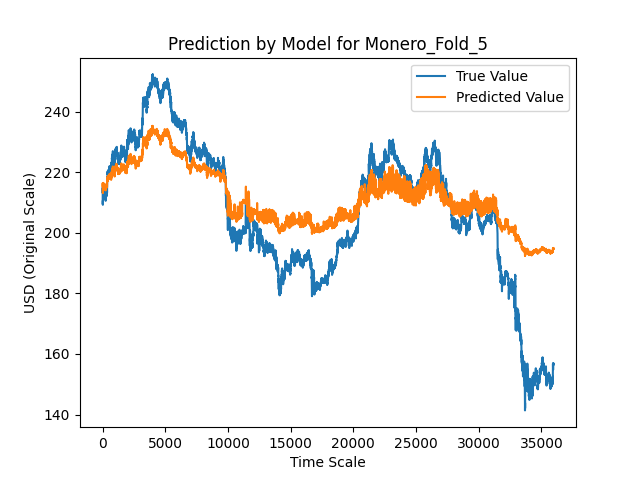 Prediction by Model for Monero_Fold_5
True Value
Predicted Value
USD (Original Scale)
240
220
200
180
160
140
0 5000 10000 15000 20000 25000 30000 35000
Time Scale